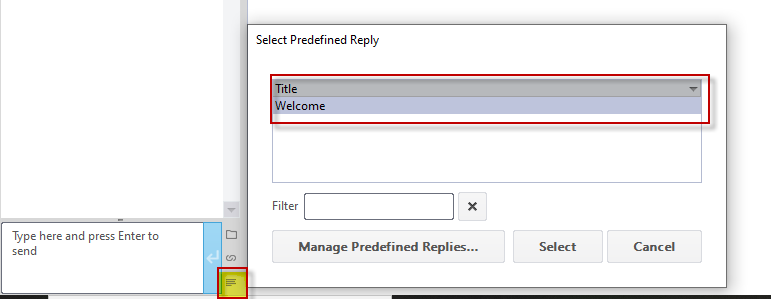 Select Predefined Reply
Title
Welcome
Filter
Manage Predefined Replies...
Select
Cancel
Type here and press Enter to
send